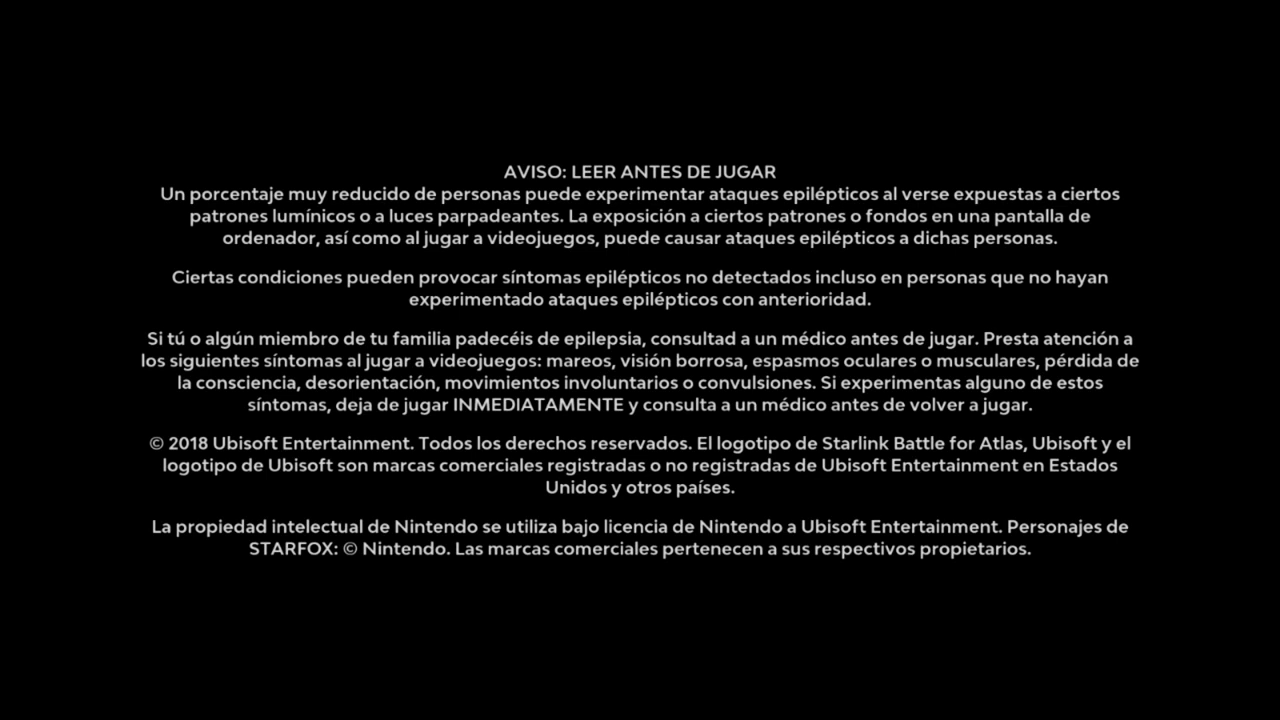 AVISO: LEER ANTES DE JUGAR
Un porcentaje muy reducido de personas puede experimentar ataques epilépticos al verse expuestas a ciertos
patrones lumínicos o a luces parpadeantes. La exposición a ciertos patrones o fondos en una pantalla de
ordenador, así como al jugar a videojuegos, puede causar ataques epilépticos a dichas personas.
Ciertas condiciones pueden provocar síntomas epilépticos no detectados incluso en personas que no hayan
experimentado ataques epilépticos con anterioridad.
Si tú o algún miembro de tu familia padecéis de epilepsia, consultad a un médico antes de jugar. Presta atención a
los siguientes síntomas al jugar a videojuegos: mareos, visión borrosa, espasmos oculares o musculares, pérdida de
la consciencia, desorientación, movimientos involuntarios o convulsiones. Si experimentas alguno de estos
síntomas, deja de jugar INMEDIATAMENTE y consulta a un médico antes de volver a jugar.
© 2018 Ubisoft Entertainment. Todos los derechos reservados. El logotipo de Starlink Battle for Atlas, Ubisoft y el
logotipo de Ubisoft son marcas comerciales registradas o no registradas de Ubisoft Entertainment en Estados
Unidos y otros países.
La propiedad intelectual de Nintendo se utiliza bajo licencia de Nintendo a Ubisoft Entertainment. Personajes de
STARFOX: © Nintendo. Las marcas comerciales pertenecen a sus respectivos propietarios.